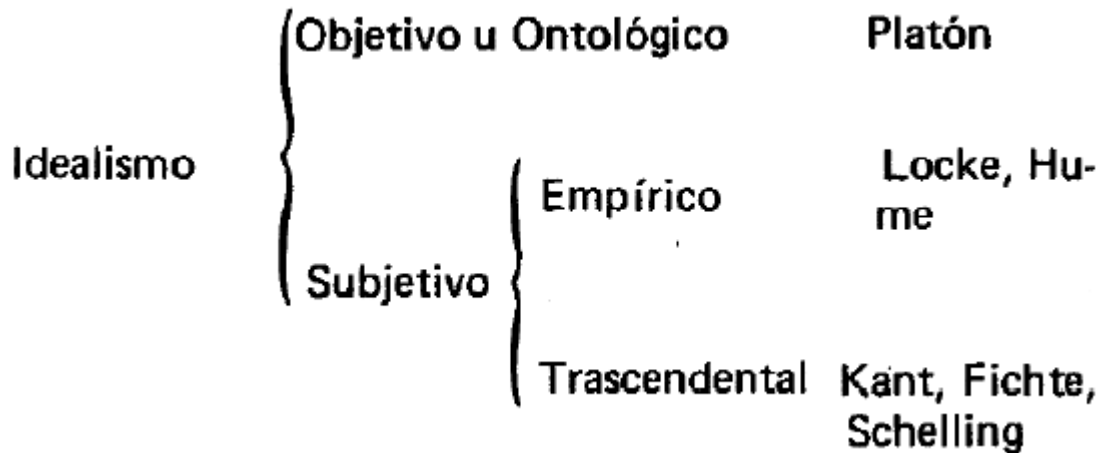 Objetivo u Ontológico Platón
Idealismo
Empírico
Locke, Hu-
me
Subjetivo
Trascendental Kant, Fichte,
Schelling